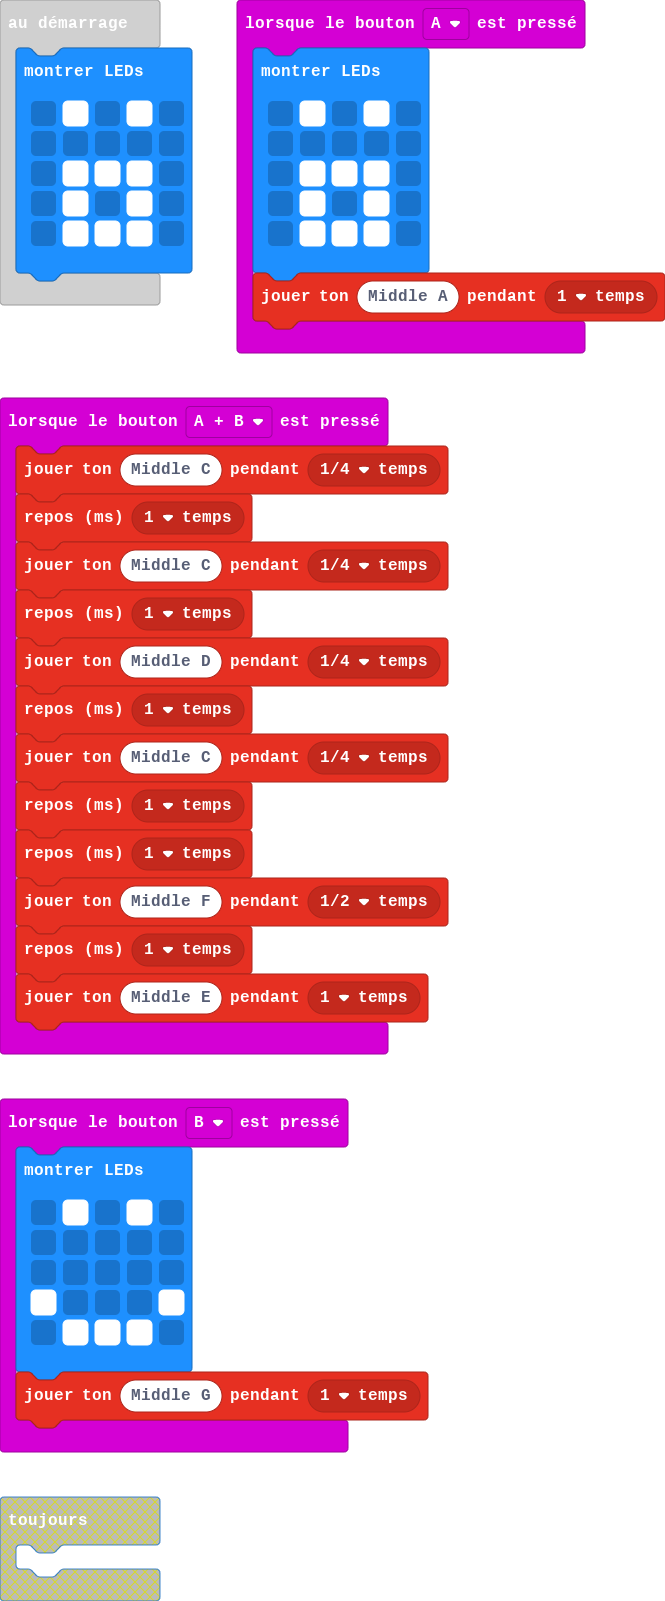 au démarrage
montrer LEDs
lorsque le bouton A est pressé
montrer LEDs
jouer ton Middle A pendant 1 temps
lorsque le bouton A + B est pressé
jouer ton Middle C pendant 1/4 temps
repos (ms) 1 temps
jouer ton Middle C pendant 1/4 temps
repos (ms) 1 temps
jouer ton Middle D pendant 1/4 temps
repos (ms) 1 temps
jouer ton Middle C pendant 1/4 temps
repos (ms) 1 temps
repos (ms) 1 temps
jouer ton Middle F pendant 1/2 temps
repos (ms) 1 temps
jouer ton Middle E pendant 1 temps
lorsque le bouton B est pressé
montrer LEDs
jouer ton Middle G pendant 1 temps
toujours